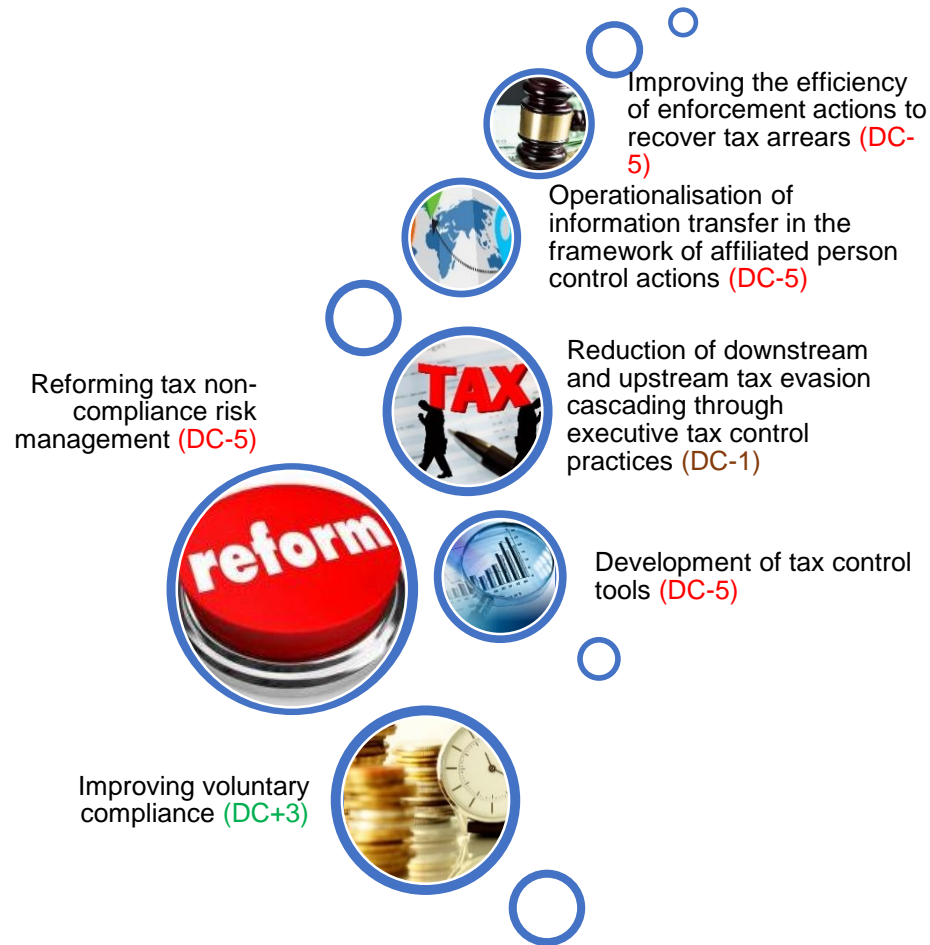 Improving the efficiency
of enforcement actions to
recover tax arrears (DC-
5)
Operationalisation of
information transfer in the
framework of affiliated person
control actions (DC-5)
Reduction of downstream
and upstream tax evasion
cascading through
executive tax control
practices (DC-1)
TAX
Reforming tax non-
compliance risk
management (DC-5)
reform
Development of tax control
tools (DC-5)
Improving voluntary
compliance (DC+3)